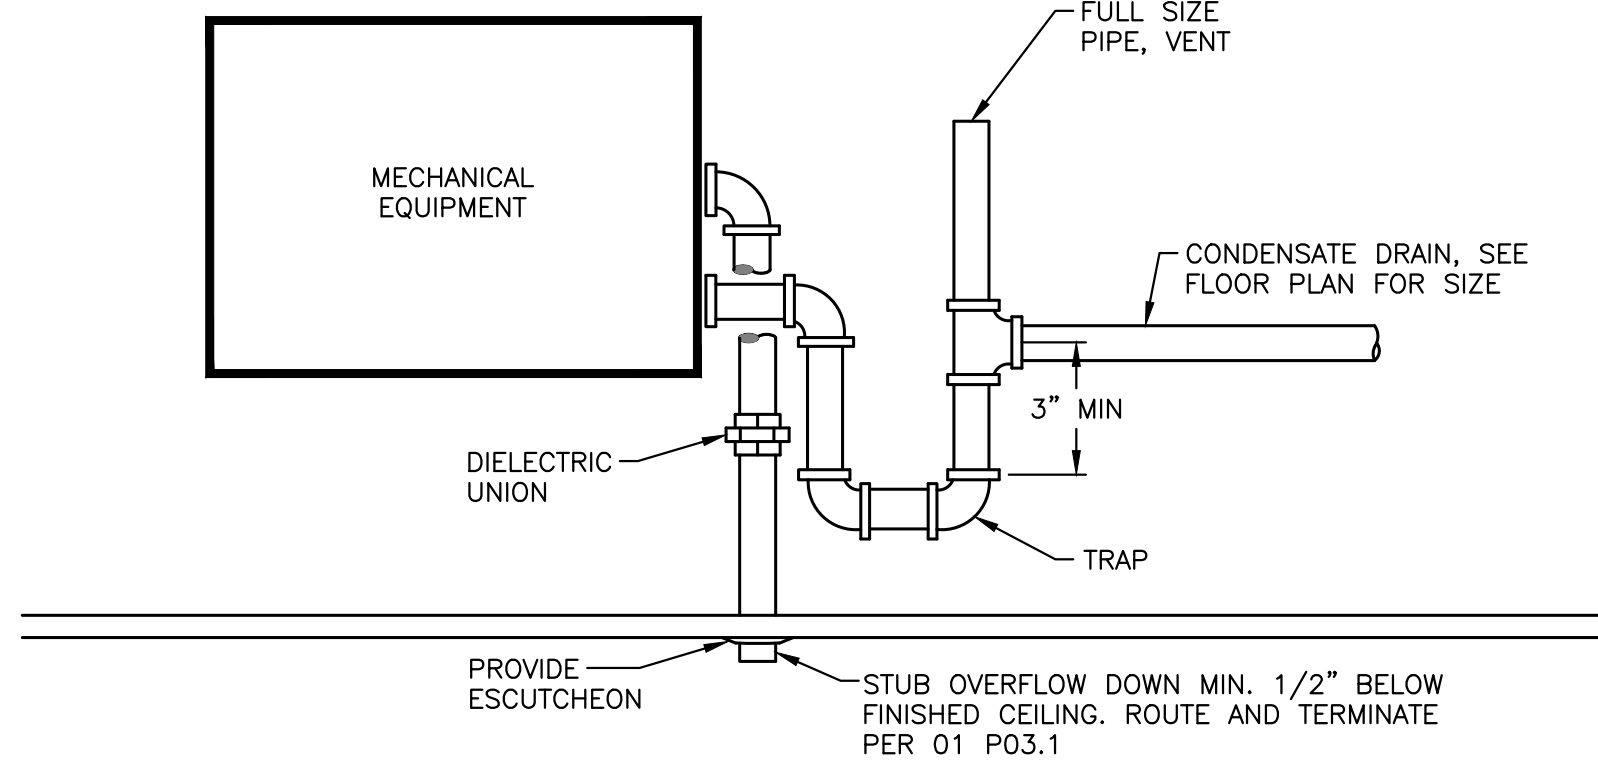 FULL SIZE
PIPE, VENT
MECHANICAL
EQUIPMENT
CONDENSATE DRAIN, SEE
FLOOR PLAN FOR SIZE
3” MIN
DIELECTRIC
UNION
TRAP
PROVIDE
ESCUTCHEON
STUB OVERFLOW DOWN MIN. 1/2” BELOW
FINISHED CEILING. ROUTE AND TERMINATE
PER 01 P03.1